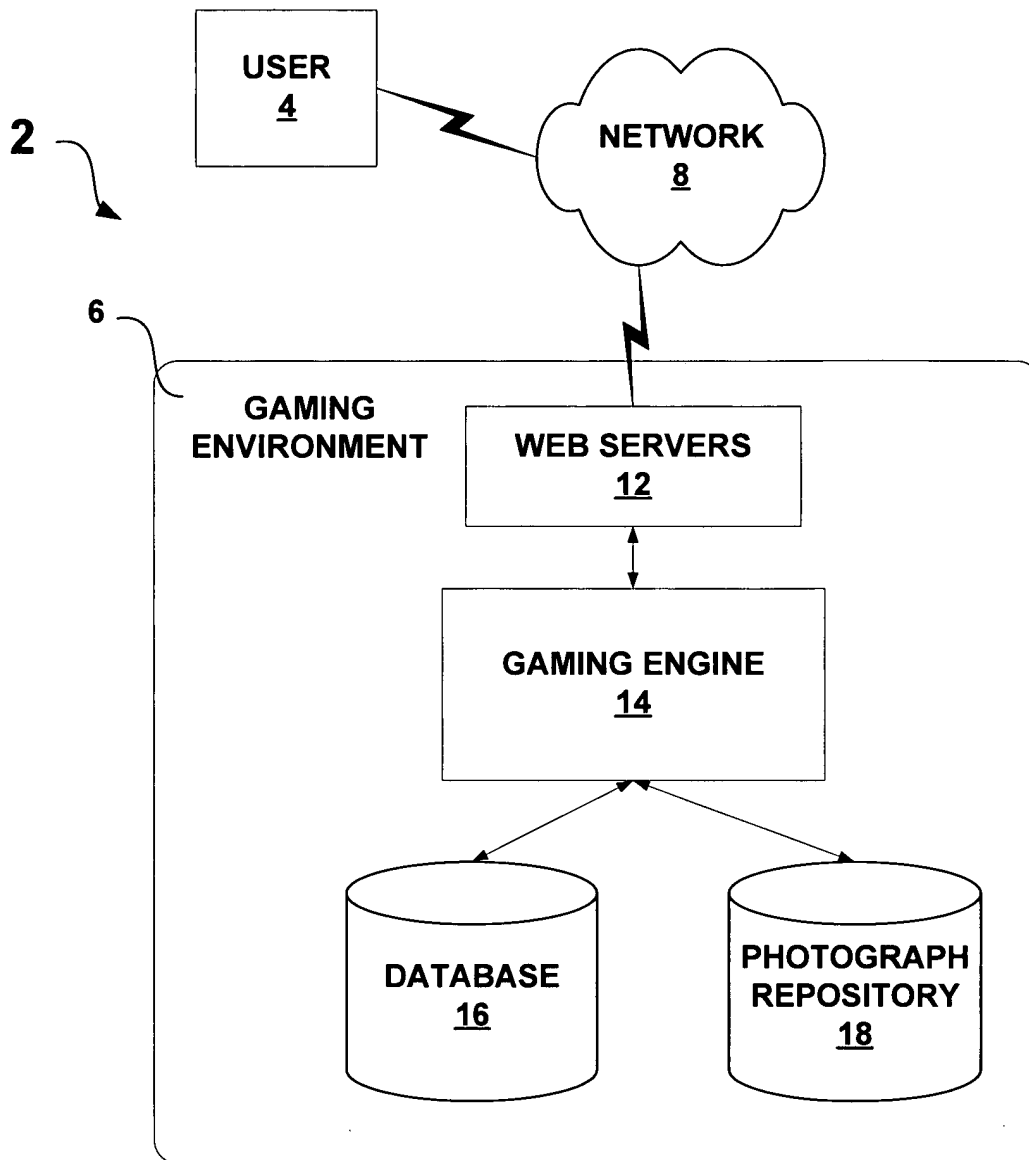 USER
4
2
NETWORK
8
6
GAMING
ENVIRONMENT
WEB SERVERS
12
GAMING ENGINE
14
DATABASE
16
PHOTOGRAPH
REPOSITORY
18